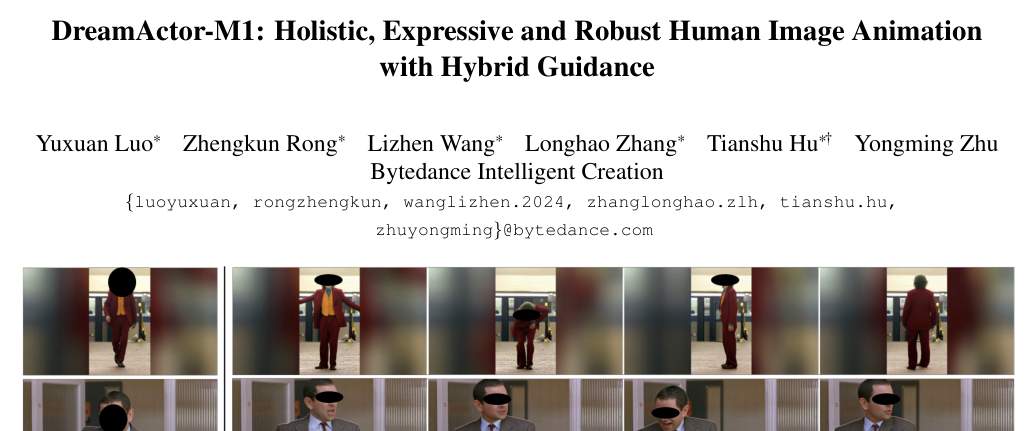 DreamActor-M1: Holistic, Expressive and Robust Human Image Animation
with Hybrid Guidance
Yuxuan Luo* Zhengkun Rong* Lizhen Wang* Longhao Zhang* Tianshu Hu*† Yongming Zhu
Bytedance Intelligent Creation
{luoyuxuan, rongzhengkun, wanglizhen.2024, zhanglonghao.zlh, tianshu.hu,
zhuyongming}@bytedance.com